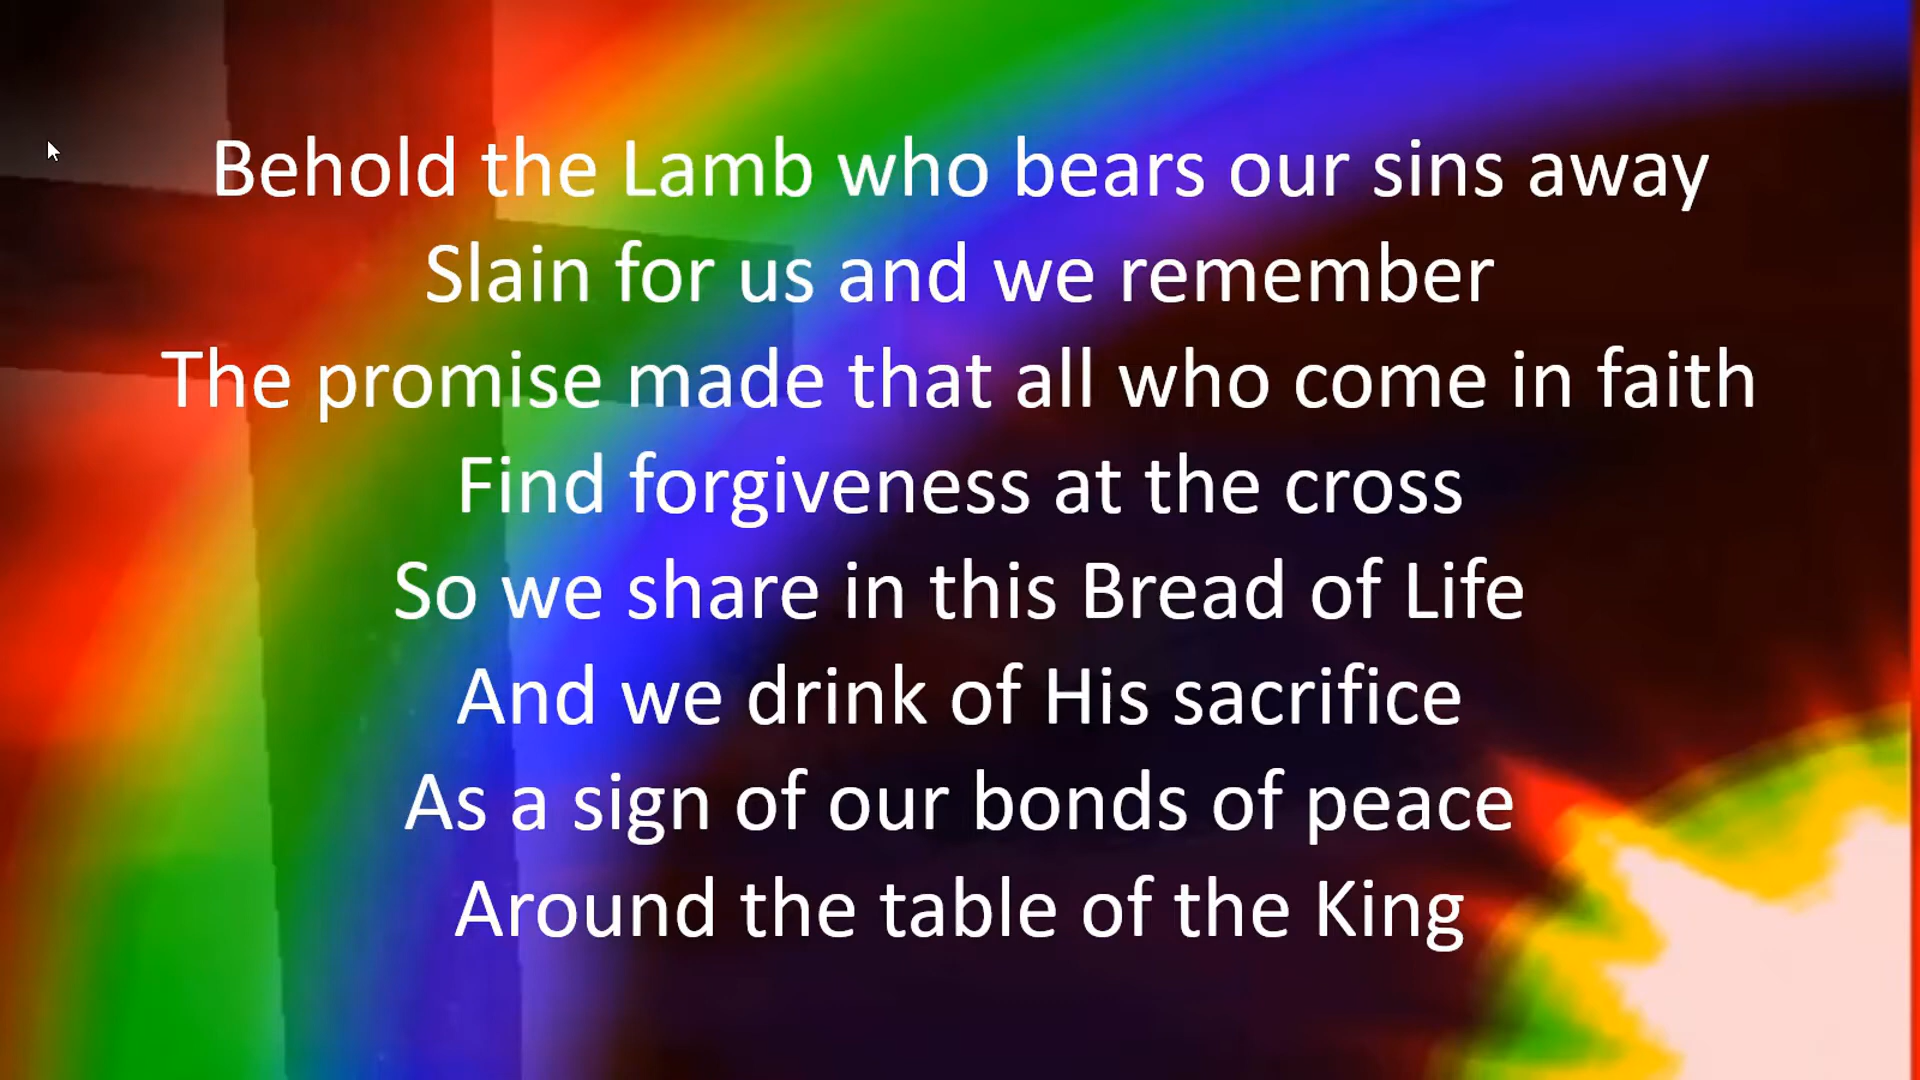 Behold the Lamb who bears our sins away
Slain for us and we remember
The promise made that all who come in faith
Find forgiveness at the cross
So we share in this Bread of Life
And we drink of His sacrifice
As a sign of our bonds of peace
Around the table of the King